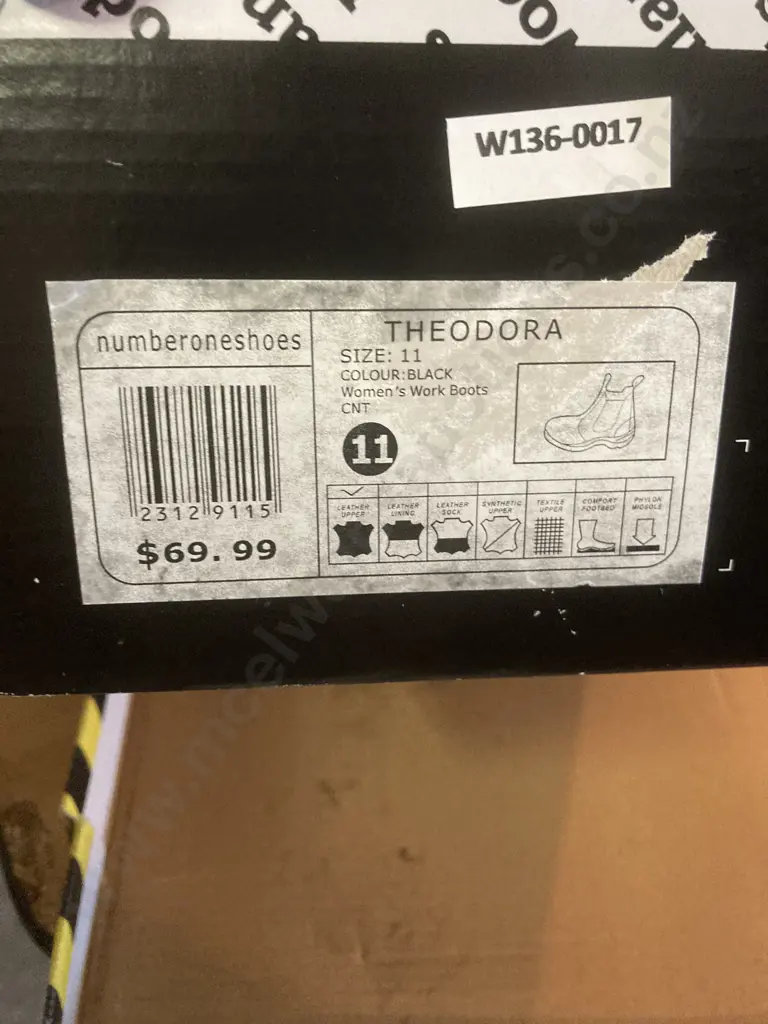 W136-0017
numberoneshoes
THEODORA
SIZE: 11
COLOUR:BLACK
Women's Work Boots
CNT
11
2312 9115
$69.99
LEATHER UPPER
LEATHER LINING
LEATHER SOCK
SYNTHETIC UPPER
TEXTILE UPPER
COMFORT FOOTBED
PHYLON MIDSOLE